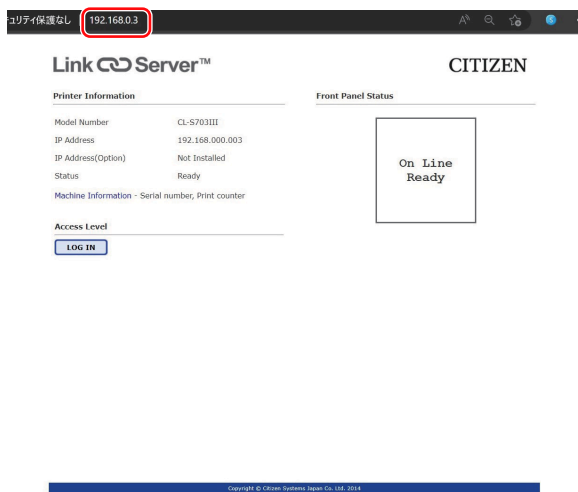 キュリティ保護なし 192.168.0.3
Link Server™
CITIZEN
Printer Information
Model Number CL-S703III
IP Address 192.168.000.003
IP Address(Option) Not Installed
Status Ready
Machine Information - Serial number, Print counter
Access Level
LOG IN
Front Panel Status
On Line
Ready
Copyright © Citizen Systems Japan Co. Ltd. 2014